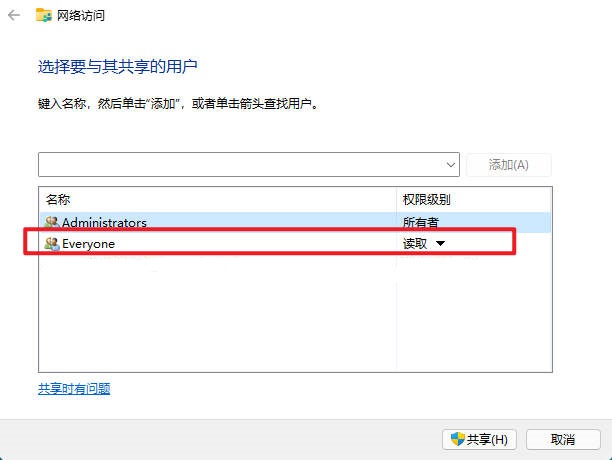 网络访问
选择要与其共享的用户
键入名称，然后单击“添加”，或者单击箭头查找用户。
添加(A)
名称 权限级别
Administrators 所有者
Everyone 读取
共享时有问题
共享(H) 取消